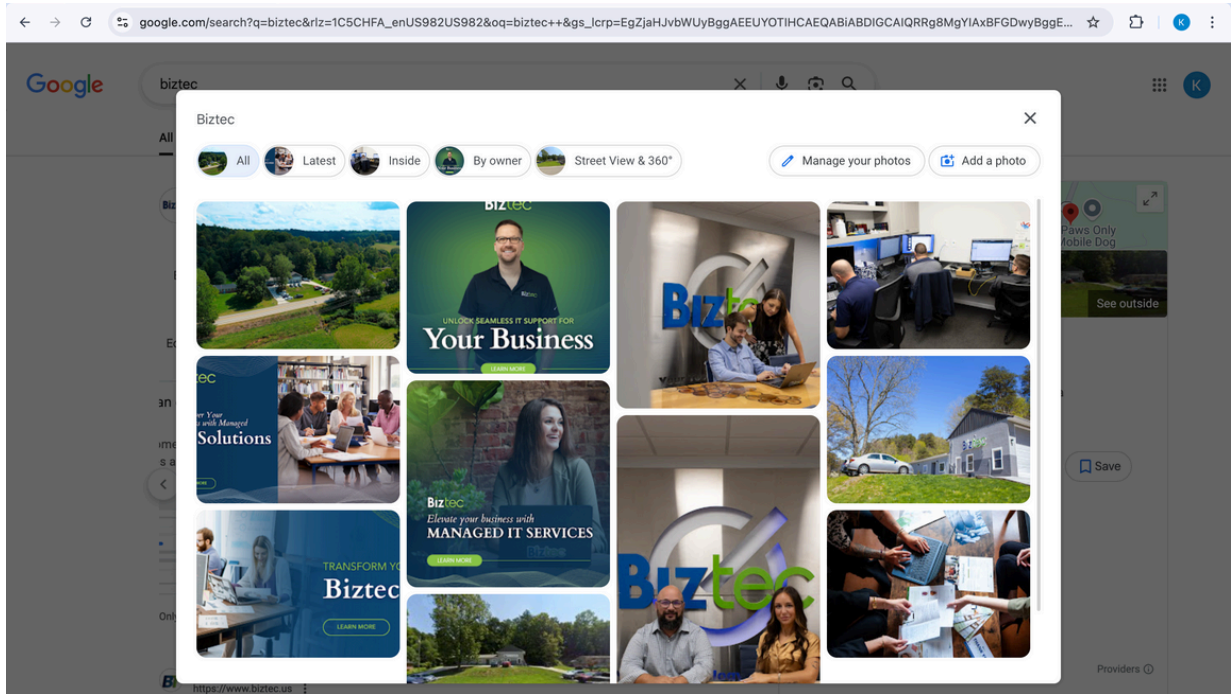 google.com/search?q=biztec&rlz=1C5CHFA_enUS982US982&oq=biztec++&gs_lcrp=EgZjaHJvbWUyBggAEEUYOTIHCAEQABiABDIGCAIQRRg8MgYIAxBFGDwyBggE...
K
Google
biztec
K
All
Biztec
All
Latest
Inside
By owner
Street View & 360°
Manage your photos
Add a photo
Biztec
UNLOCK SEAMLESS IT SUPPORT FOR
Your Business
LEARN MORE
Biztec
Solutions
Biztec
Elevate your business with
MANAGED IT SERVICES
LEARN MORE
TRANSFORM YO
Biztec
LEARN MORE
Biztec
Paws Only
Mobile Dog
See outside
Save
Providers
https://www.biztec.us